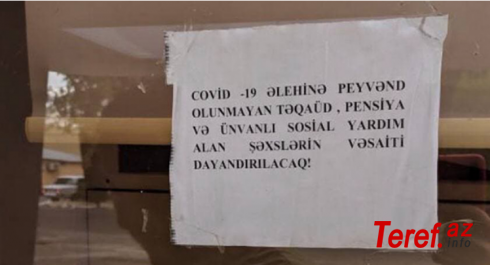 COVİD -19 ƏLEHİNƏ PEYVƏND
OLUNMAYAN TƏQAÜD , PENSİYA
VƏ ÜNVANLI SOSİAL YARDIM
ALAN ŞƏXSLƏRİN VƏSAİTİ
DAYANDIRILACAQ!
Teref.az
info